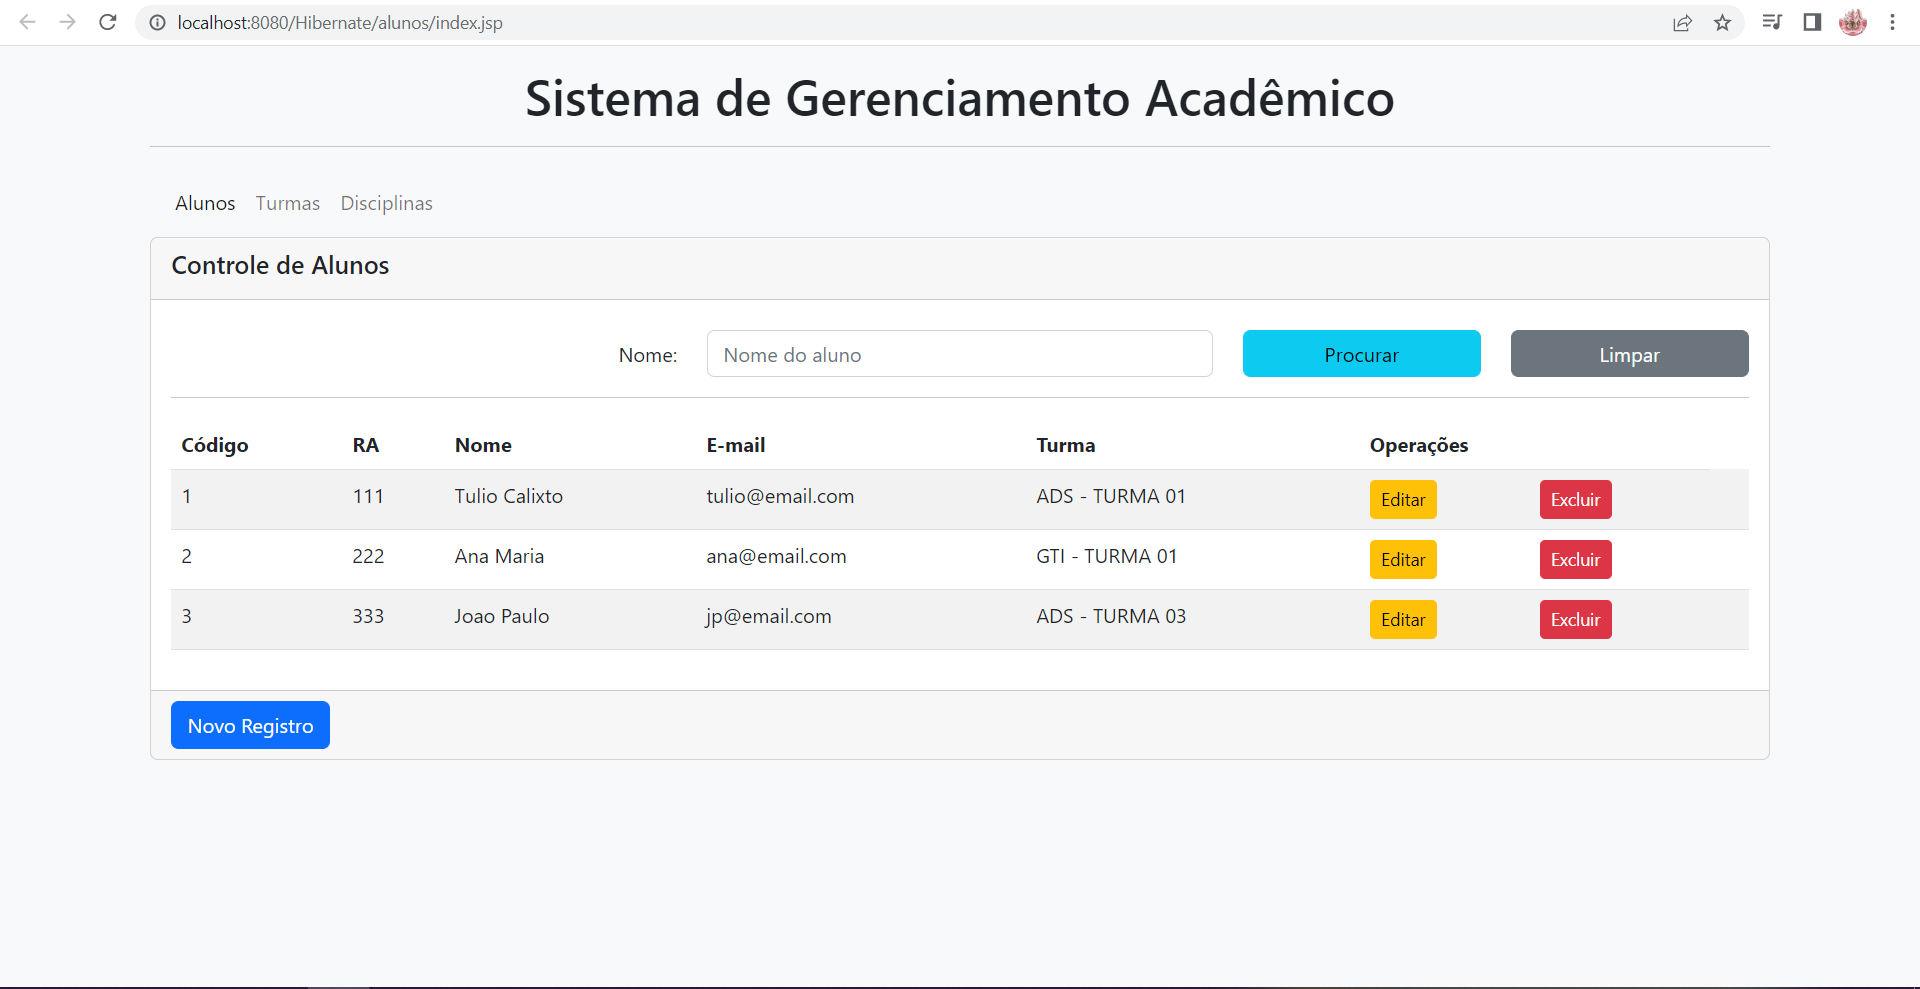 localhost:8080/Hibernate/alunos/index.jsp
Sistema de Gerenciamento Acadêmico
Alunos Turmas Disciplinas
Controle de Alunos
Nome: Nome do aluno Procurar Limpar
Código RA Nome E-mail Turma Operações
1 111 Tulio Calixto tulio@email.com ADS - TURMA 01 Editar Excluir
2 222 Ana Maria ana@email.com GTI - TURMA 01 Editar Excluir
3 333 Joao Paulo jp@email.com ADS - TURMA 03 Editar Excluir
Novo Registro